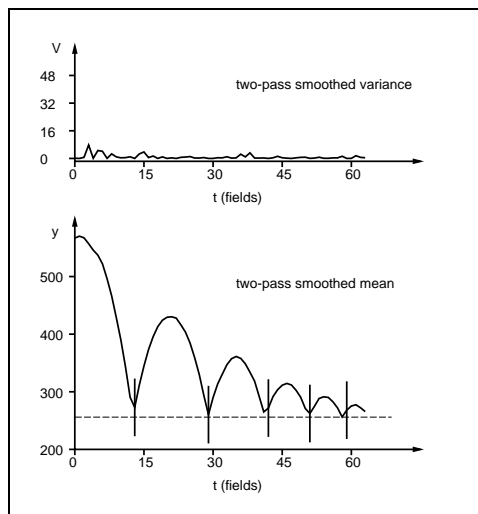 V
48
two-pass smoothed variance
32
16
0
0 15 30 45 60
t (fields)
y
500
two-pass smoothed mean
400
300
200
0 15 30 45 60
t (fields)